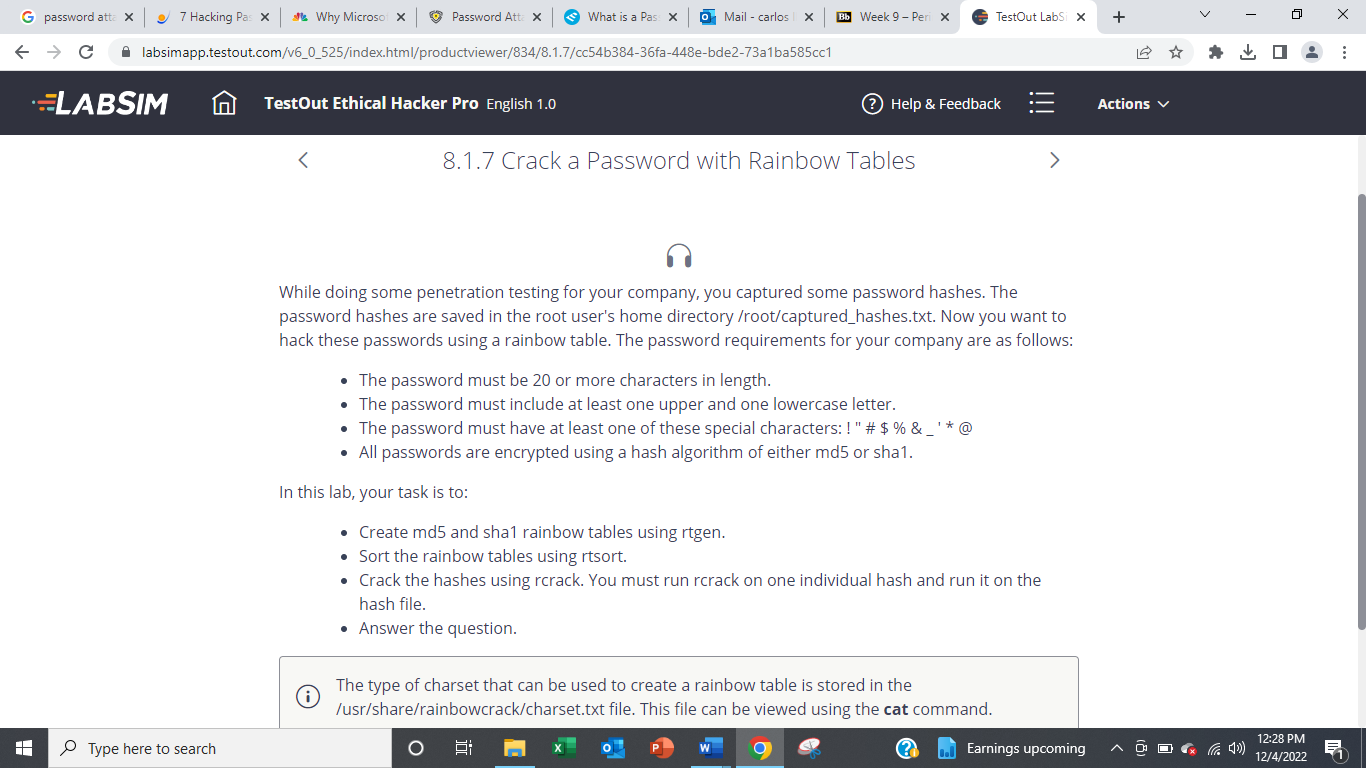 password atta
7 Hacking Pas
Why Microsof
Password Atta
What is a Pass
Mail - carlos
Bb Week 9 – Pen
TestOut LabS
labsimapp.testout.com/v6_0_525/index.html/productviewer/834/8.1.7/cc54b384-36fa-448e-bde2-73a1ba585cc1
LABSIM
TestOut Ethical Hacker Pro English 1.0
? Help & Feedback
Actions
8.1.7 Crack a Password with Rainbow Tables
While doing some penetration testing for your company, you captured some password hashes. The
password hashes are saved in the root user's home directory /root/captured_hashes.txt. Now you want to
hack these passwords using a rainbow table. The password requirements for your company are as follows:
• The password must be 20 or more characters in length.
• The password must include at least one upper and one lowercase letter.
• The password must have at least one of these special characters: ! " # $ % & _ ' * @
• All passwords are encrypted using a hash algorithm of either md5 or sha1.
In this lab, your task is to:
• Create md5 and sha1 rainbow tables using rtgen.
• Sort the rainbow tables using rtsort.
• Crack the hashes using rcrack. You must run rcrack on one individual hash and run it on the
hash file.
• Answer the question.
The type of charset that can be used to create a rainbow table is stored in the
/usr/share/rainbowcrack/charset.txt file. This file can be viewed using the cat command.
Type here to search
Earnings upcoming
12:28 PM
12/4/2022
1